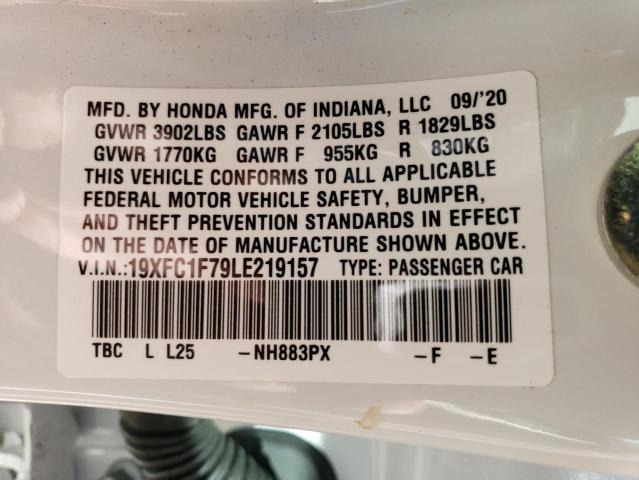 MFD. BY HONDA MFG. OF INDIANA, LLC 09/'20
GVWR 3902LBS GAWR F 2105LBS R 1829LBS
GVWR 1770KG GAWR F 955KG R 830KG
THIS VEHICLE CONFORMS TO ALL APPLICABLE
FEDERAL MOTOR VEHICLE SAFETY, BUMPER,
AND THEFT PREVENTION STANDARDS IN EFFECT
ON THE DATE OF MANUFACTURE SHOWN ABOVE.
V.I.N.:19XFC1F79LE219157 TYPE: PASSENGER CAR
TBC L L25 -NH883PX -F -E